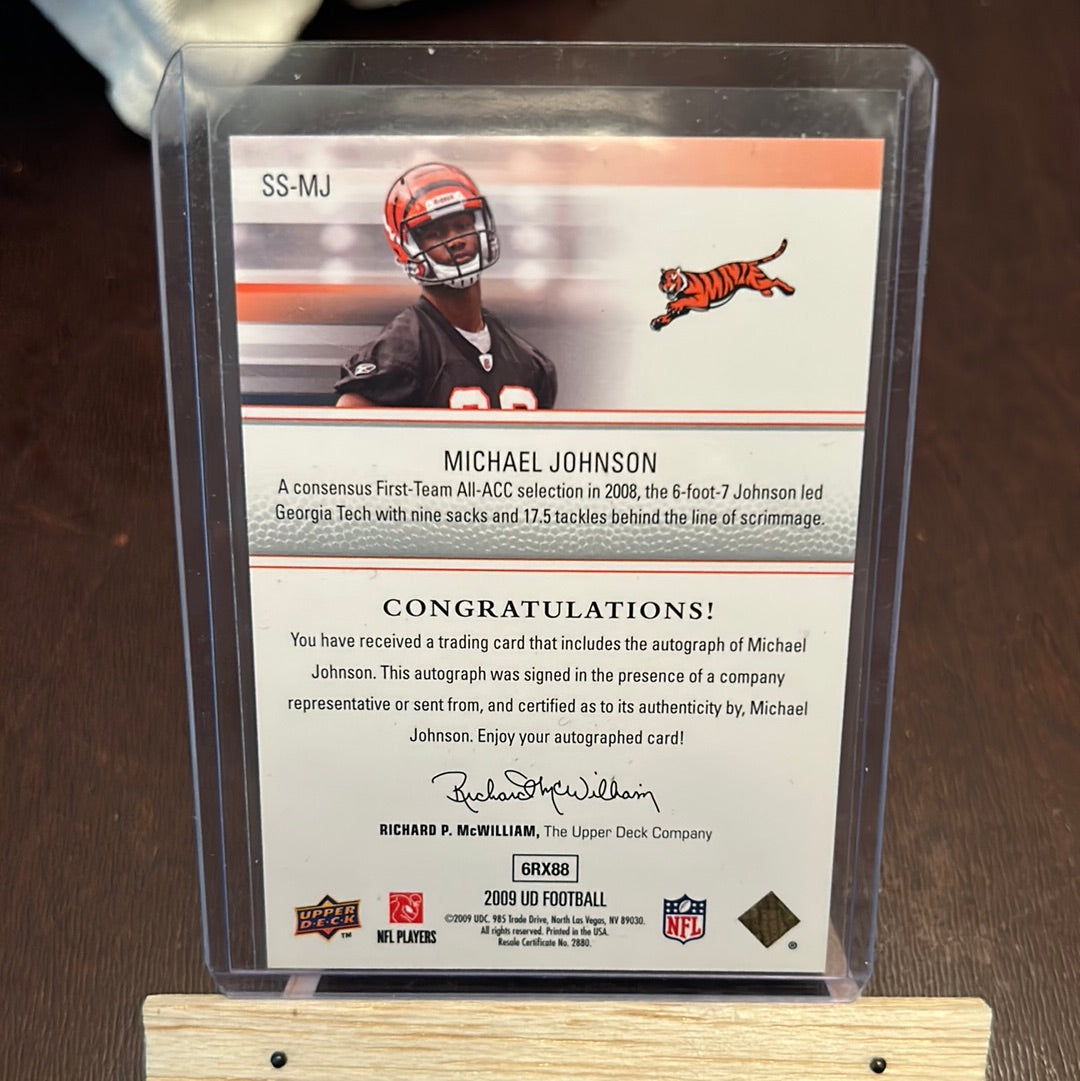 SS-MJ
MICHAEL JOHNSON
A consensus First-Team All-ACC selection in 2008, the 6-foot-7 Johnson led
Georgia Tech with nine sacks and 17.5 tackles behind the line of scrimmage.
CONGRATULATIONS!
You have received a trading card that includes the autograph of Michael
Johnson. This autograph was signed in the presence of a company
representative or sent from, and certified as to its authenticity by, Michael
Johnson. Enjoy your autographed card!
Richard McWilliam
RICHARD P. McWILLIAM, The Upper Deck Company
6RX88
2009 UD FOOTBALL
©2009 UDC. 985 Trade Drive, North Las Vegas, NV 89030.
All rights reserved. Printed in the USA.
Resale Certificate No. 2880.
UPPER
D·E·C·K
TM
NFL PLAYERS
NFL
®